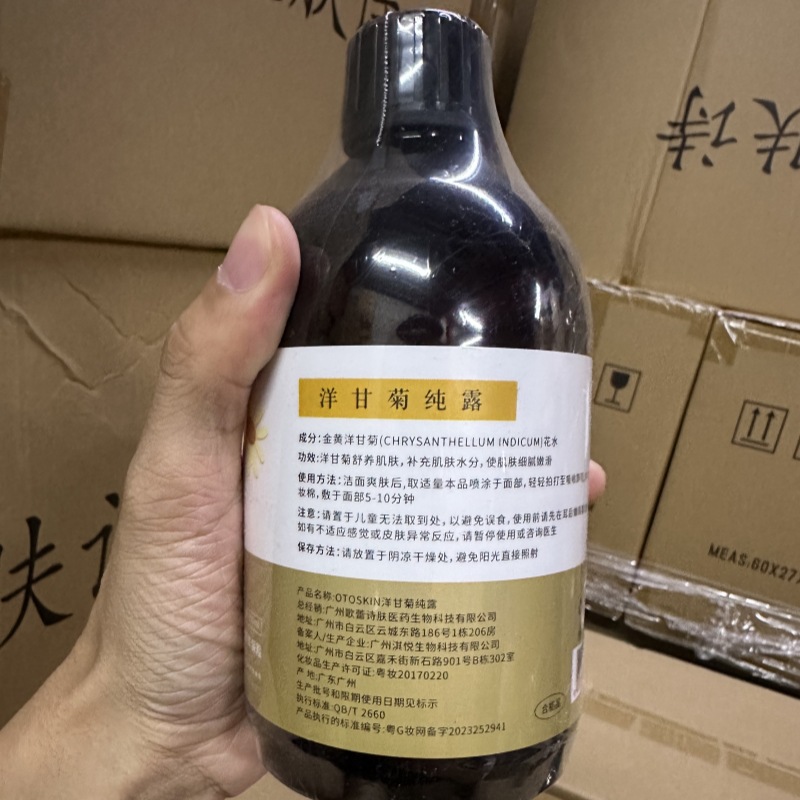 洋甘菊纯露
成分:金黄洋甘菊(CHRYSANTHELLUM INDICUM)花水
功效:洋甘菊舒养肌肤,补充肌肤水分,使肌肤细腻嫩滑
使用方法:洁面爽肤后,取适量本品喷涂于面部,轻轻拍打至吸收
妆棉,敷于面部5-10分钟
注意:请置于儿童无法取到处,以避免误食,使用前请先在耳后
如有不适应感觉或皮肤异常反应,请暂停使用或咨询医生
保存方法:请放置于阴凉干燥处,避免阳光直接照射
产品名称:OTOSKIN洋甘菊纯露
总经销:广州歌蕾诗肤医药生物科技有限公司
地址:广州市白云区云城东路186号1栋206房
备案人/生产企业:广州淇悦生物科技有限公司
地址:广州市白云区嘉禾街新石路901号B栋302室
化妆品生产许可证:粤妆20170220
产地:广东广州
生产批号和限期使用日期见标示
执行标准:QB/T 2660
产品执行的标准编号:粤G妆网备字2023252941
合格品
肤诗
MEAS:60X27